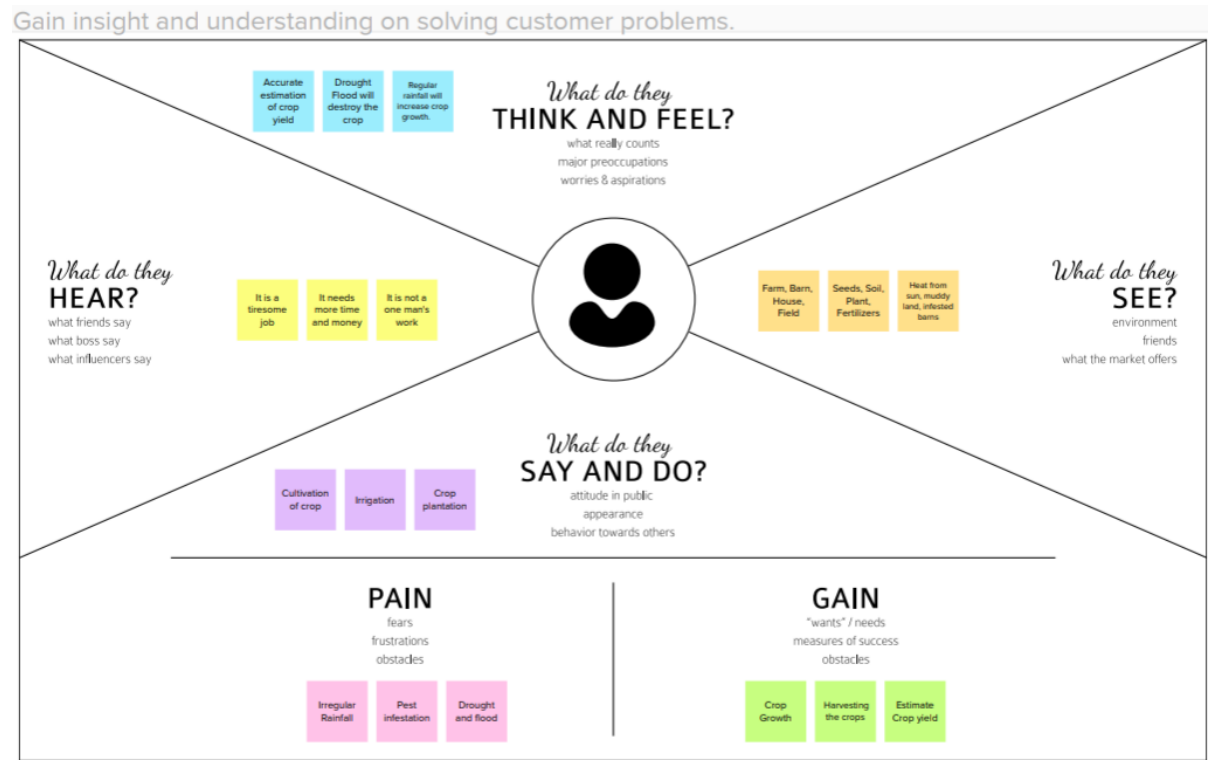 Gain insight and understanding on solving customer problems.
Accurate
estimation
of crop
yield
Drought
Flood will
destroy the
crop
Regular
rainfall will
increase crop
growth.
What do they
THINK AND FEEL?
what really counts
major preoccupations
worries & aspirations
What do they
HEAR?
what friends say
what boss say
what influencers say
It is a
tiresome
job
It needs
more time
and money
It is not a
one man's
work
Farm, Barn,
House,
Field
Seeds, Soil,
Plant,
Fertilizers
Heat from
sun, muddy
land, infested
barns
What do they
SEE?
environment
friends
what the market offers
What do they
SAY AND DO?
attitude in public
appearance
behavior towards others
Cultivation
of crop
Irrigation
Crop
plantation
PAIN
fears
frustrations
obstacles
Irregular
Rainfall
Pest
infestation
Drought
and flood
GAIN
"wants" / needs
measures of success
obstacles
Crop
Growth
Harvesting
the crops
Estimate
Crop yield